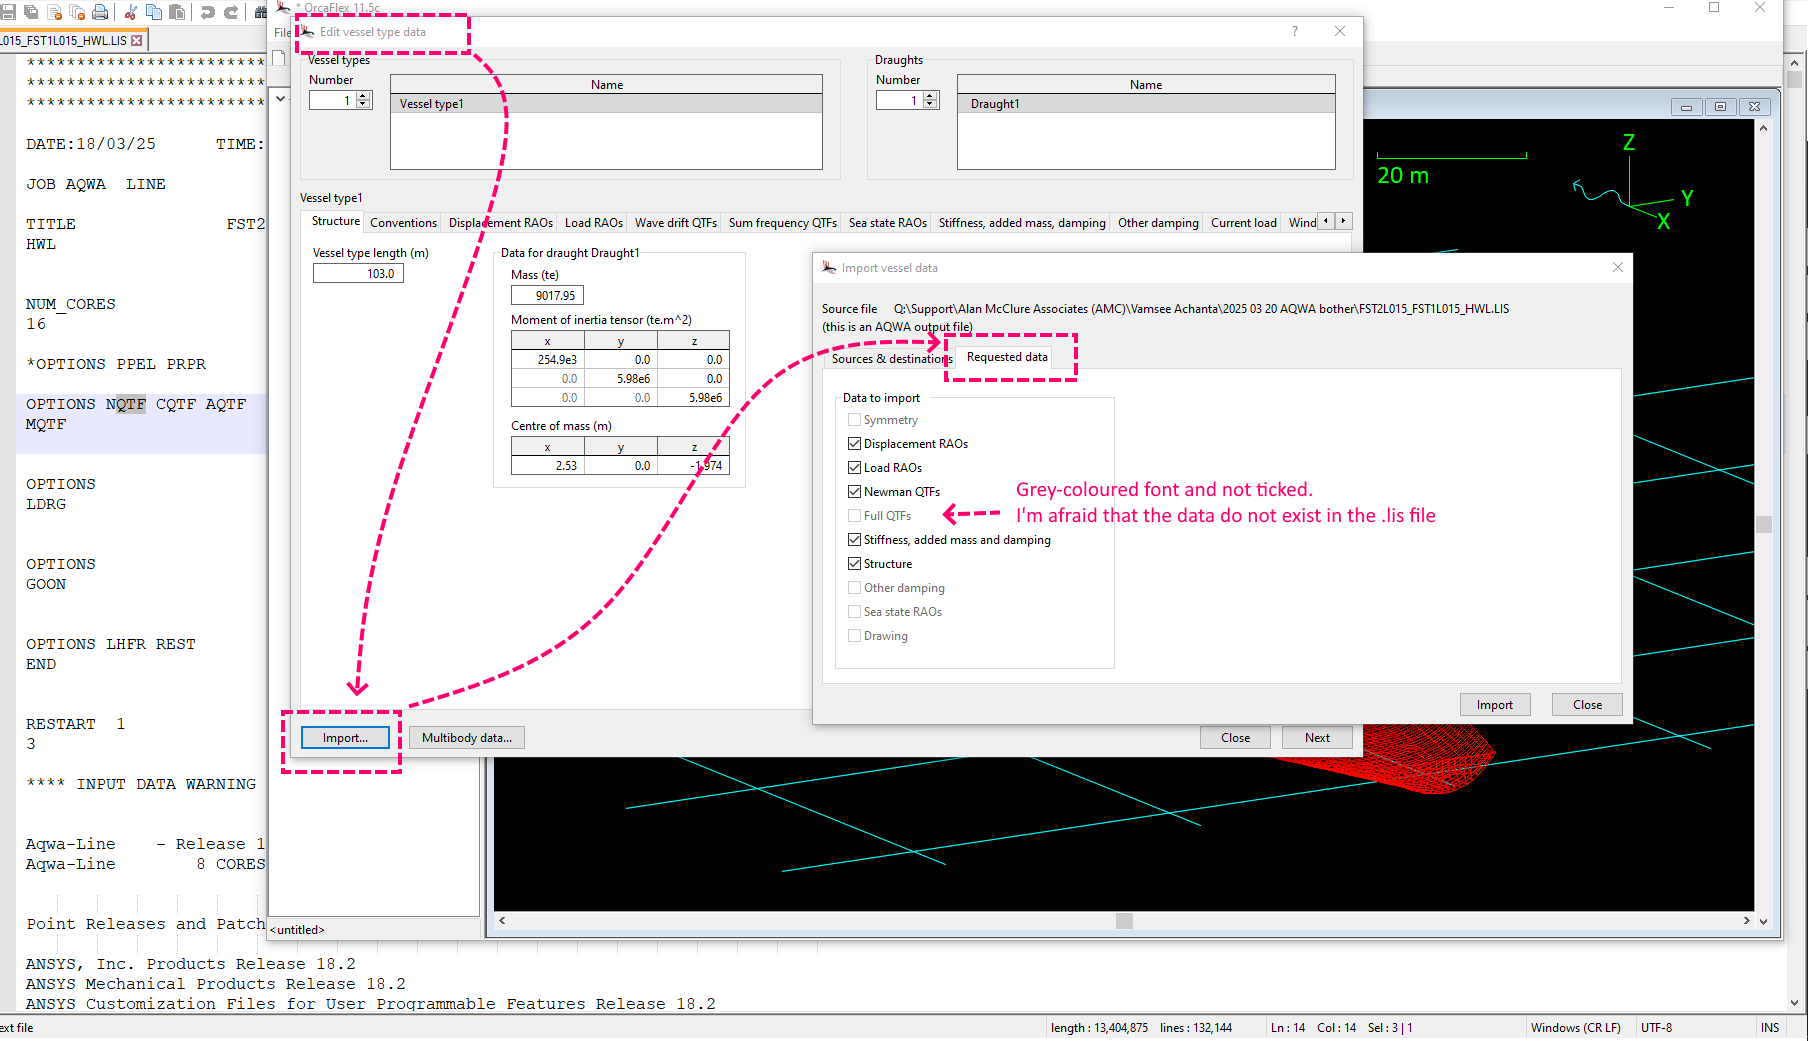 * OrcaFlex 11.5c
L015_FST1L015_HWL.LIS
File
Edit vessel type data
?
Vessel types
Number
1
Name
Vessel type1
Draughts
Number
1
Name
Draught1
Vessel type1
Structure
Conventions
Displacement RAOs
Load RAOs
Wave drift QTFs
Sum frequency QTFs
Sea state RAOs
Stiffness, added mass, damping
Other damping
Current load
Wind
Vessel type length (m)
103.0
Data for draught Draught1
Mass (te)
9017.95
Moment of inertia tensor (te.m^2)
x y z
254.9e3 0.0 0.0
0.0 5.98e6 0.0
0.0 0.0 5.98e6
Centre of mass (m)
x y z
2.53 0.0 -1.974
Import...
Multibody data...
Close
Next
Import vessel data
Source file Q:\Support\Alan McClure Associates (AMC)\Vamsee Achanta\2025 03 20 AQWA bother\FST2L015_FST1L015_HWL.LIS
(this is an AQWA output file)
Sources & destinations
Requested data
Data to import
Symmetry
Displacement RAOs
Load RAOs
Newman QTFs
Full QTFs
Stiffness, added mass and damping
Structure
Other damping
Sea state RAOs
Drawing
Grey-coloured font and not ticked.
I'm afraid that the data do not exist in the .lis file
Import
Close
20 m
Z
Y
X
<untitled>
*************************
*************************
*************************
DATE:18/03/25 TIME:
JOB AQWA LINE
TITLE FST2
HWL
NUM_CORES
16
*OPTIONS PPEL PRPR
OPTIONS NQTF CQTF AQTF
MQTF
OPTIONS
LDRG
OPTIONS
GOON
OPTIONS LHFR REST
END
RESTART 1
3
**** INPUT DATA WARNING
Aqwa-Line - Release 1
Aqwa-Line 8 CORES
Point Releases and Patch
ANSYS, Inc. Products Release 18.2
ANSYS Mechanical Products Release 18.2
ANSYS Customization Files for User Programmable Features Release 18.2
ext file
length : 13,404,875 lines : 132,144
Ln : 14 Col : 14 Sel : 3 | 1
Windows (CR LF)
UTF-8
INS